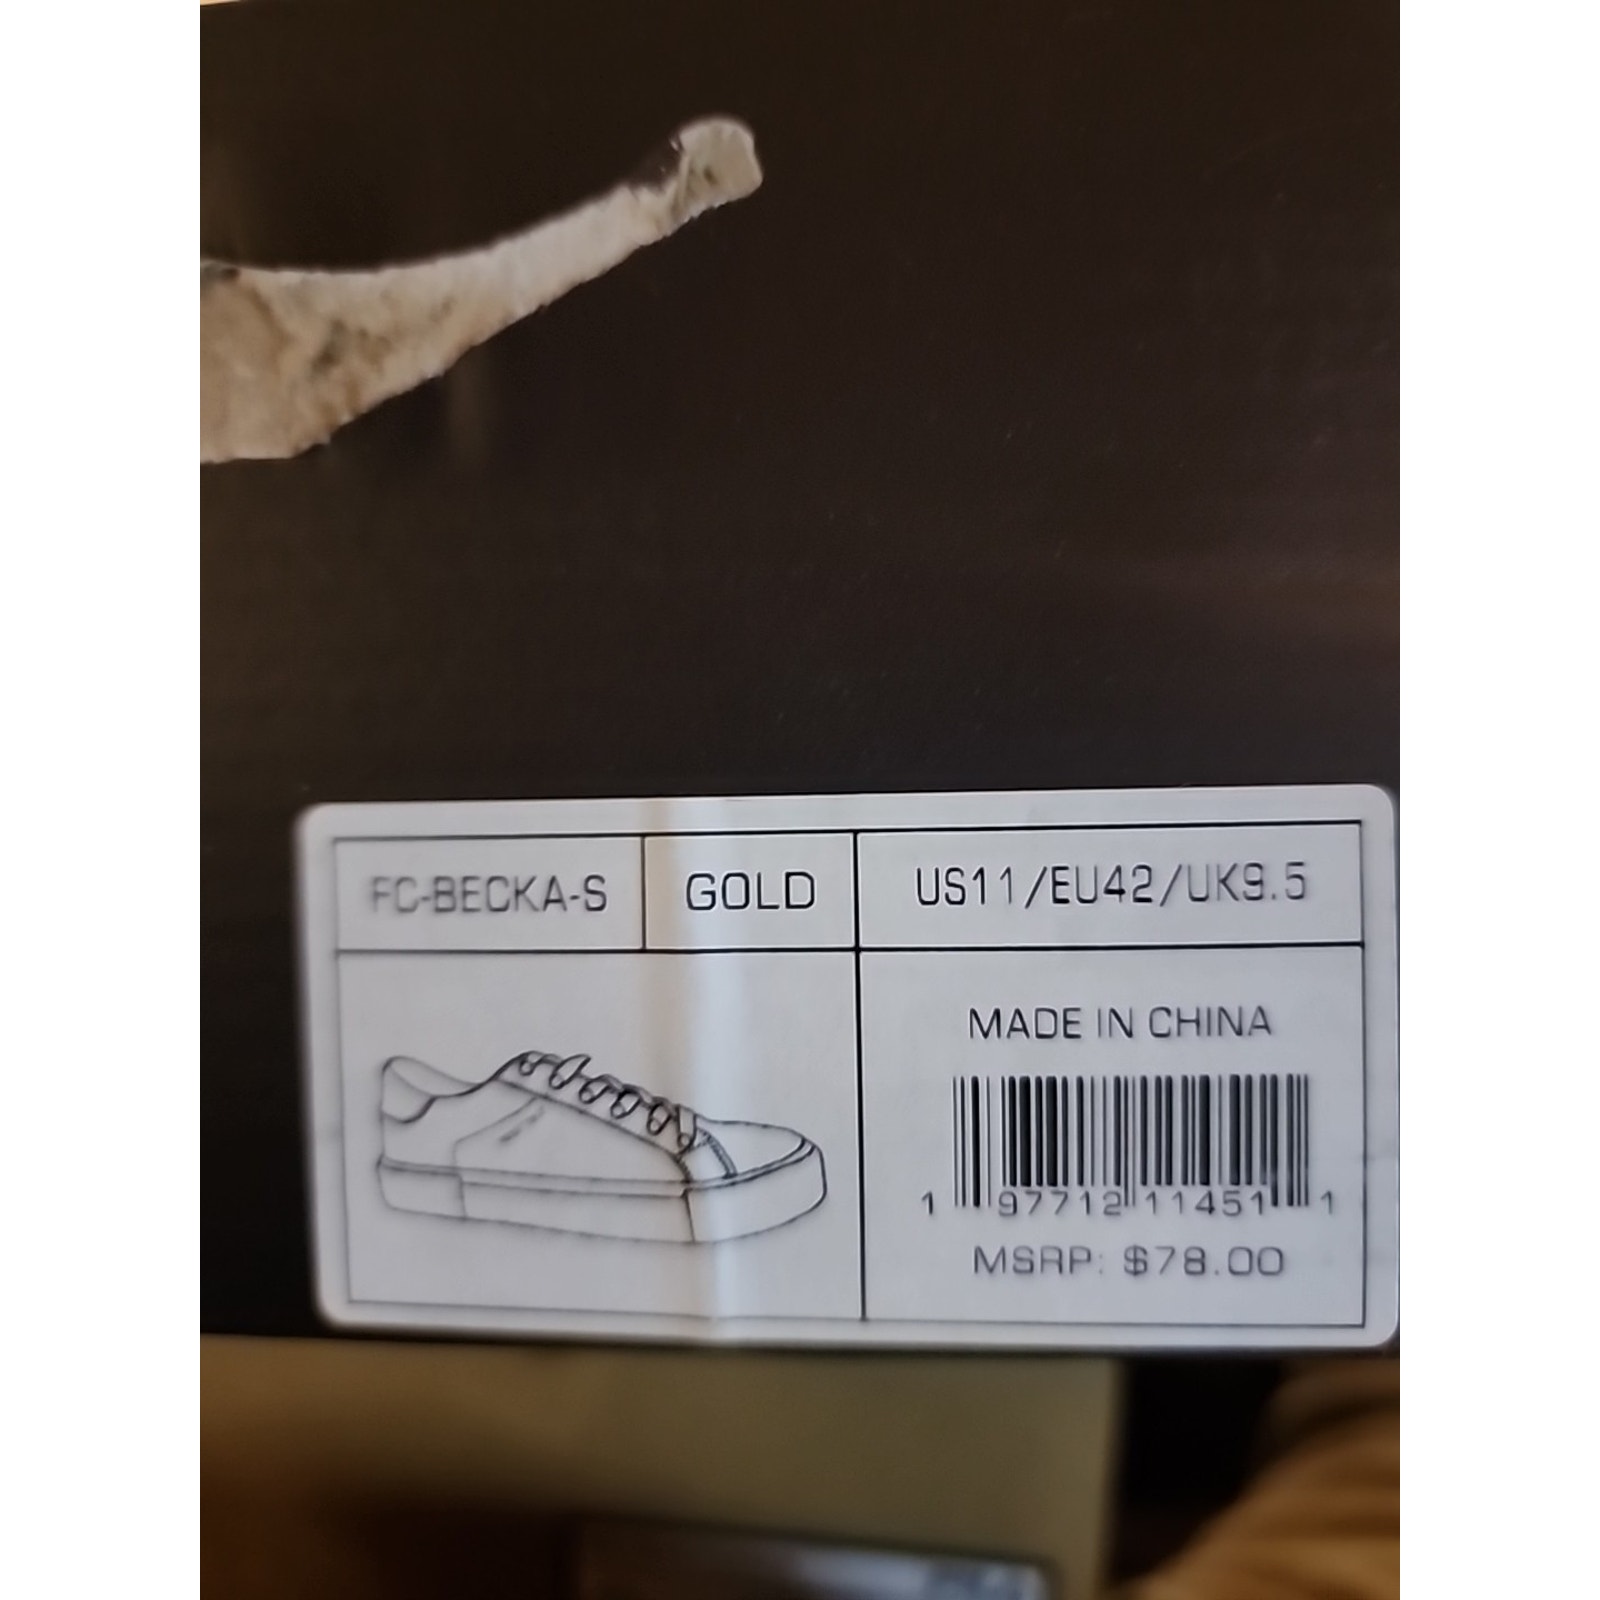 FC-BECKA-S GOLD US11/EU42/UK9.5
MADE IN CHINA
1 97712 11451 1
MSRP: $78.00